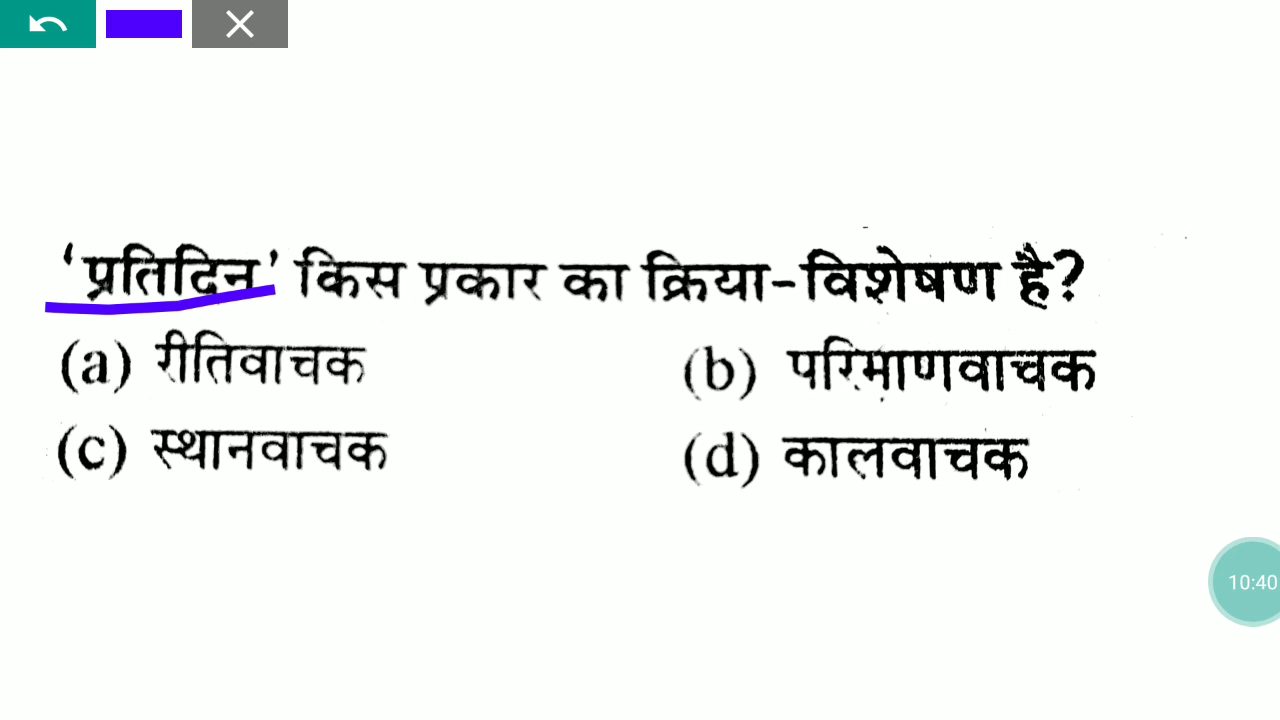 ‘प्रतिदिन’ किस प्रकार का क्रिया-विशेषण है?
(a) रीतिवाचक (b) परिमाणवाचक
(c) स्थानवाचक (d) कालवाचक
10:40